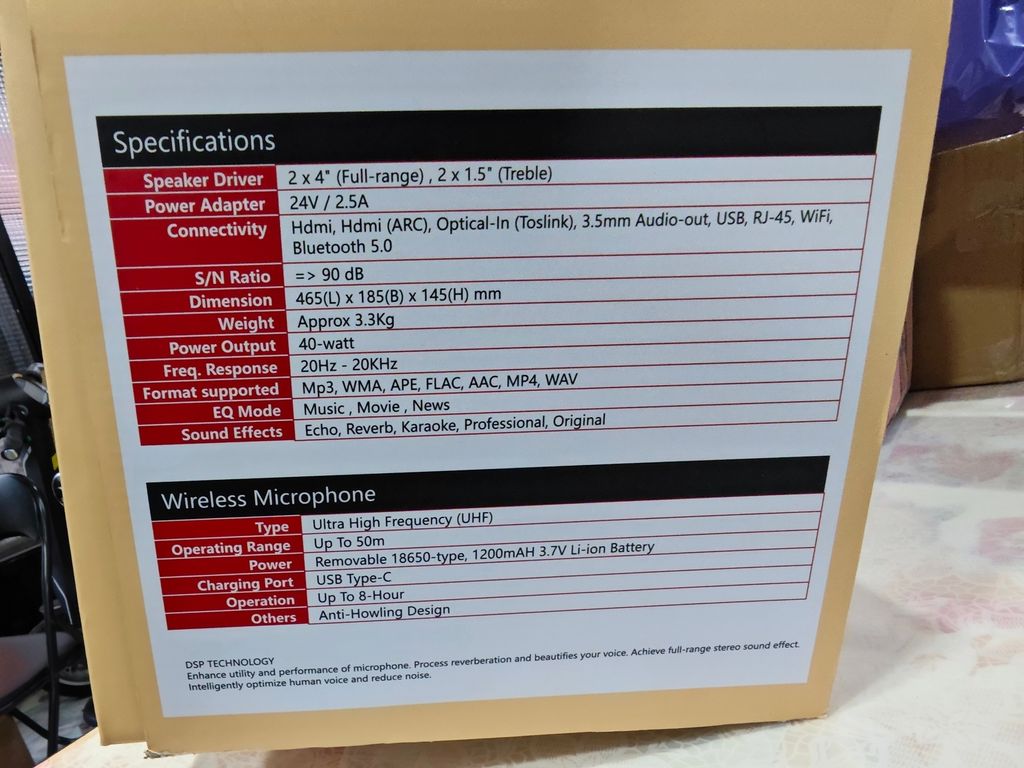 Specifications
Speaker Driver 2 x 4" (Full-range) , 2 x 1.5" (Treble)
Power Adapter 24V / 2.5A
Connectivity Hdmi, Hdmi (ARC), Optical-In (Toslink), 3.5mm Audio-out, USB, RJ-45, WiFi,
Bluetooth 5.0
S/N Ratio => 90 dB
Dimension 465(L) x 185(B) x 145(H) mm
Weight Approx 3.3Kg
Power Output 40-watt
Freq. Response 20Hz - 20KHz
Format supported Mp3, WMA, APE, FLAC, AAC, MP4, WAV
EQ Mode Music , Movie , News
Sound Effects Echo, Reverb, Karaoke, Professional, Original
Wireless Microphone
Type Ultra High Frequency (UHF)
Operating Range Up To 50m
Power Removable 18650-type, 1200mAH 3.7V Li-ion Battery
Charging Port USB Type-C
Operation Up To 8-Hour
Others Anti-Howling Design
DSP TECHNOLOGY
Enhance utility and performance of microphone. Process reverberation and beautifies your voice. Achieve full-range stereo sound effect.
Intelligently optimize human voice and reduce noise.